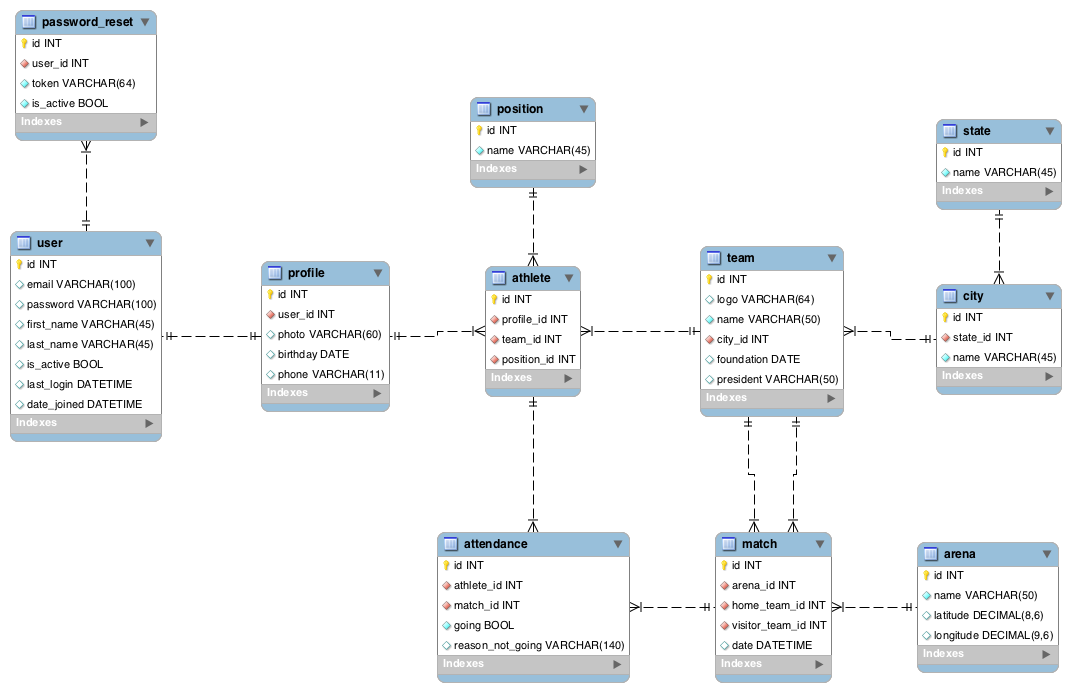 password_reset
id INT
user_id INT
token VARCHAR(64)
is_active BOOL
Indexes
position
id INT
name VARCHAR(45)
Indexes
state
id INT
name VARCHAR(45)
Indexes
user
id INT
email VARCHAR(100)
password VARCHAR(100)
first_name VARCHAR(45)
last_name VARCHAR(45)
is_active BOOL
last_login DATETIME
date_joined DATETIME
Indexes
profile
id INT
user_id INT
photo VARCHAR(60)
birthday DATE
phone VARCHAR(11)
Indexes
athlete
id INT
profile_id INT
team_id INT
position_id INT
Indexes
team
id INT
logo VARCHAR(64)
name VARCHAR(50)
city_id INT
foundation DATE
president VARCHAR(50)
Indexes
city
id INT
state_id INT
name VARCHAR(45)
Indexes
attendance
id INT
athlete_id INT
match_id INT
going BOOL
reason_not_going VARCHAR(140)
Indexes
match
id INT
arena_id INT
home_team_id INT
visitor_team_id INT
date DATETIME
Indexes
arena
id INT
name VARCHAR(50)
latitude DECIMAL(8,6)
longitude DECIMAL(9,6)
Indexes